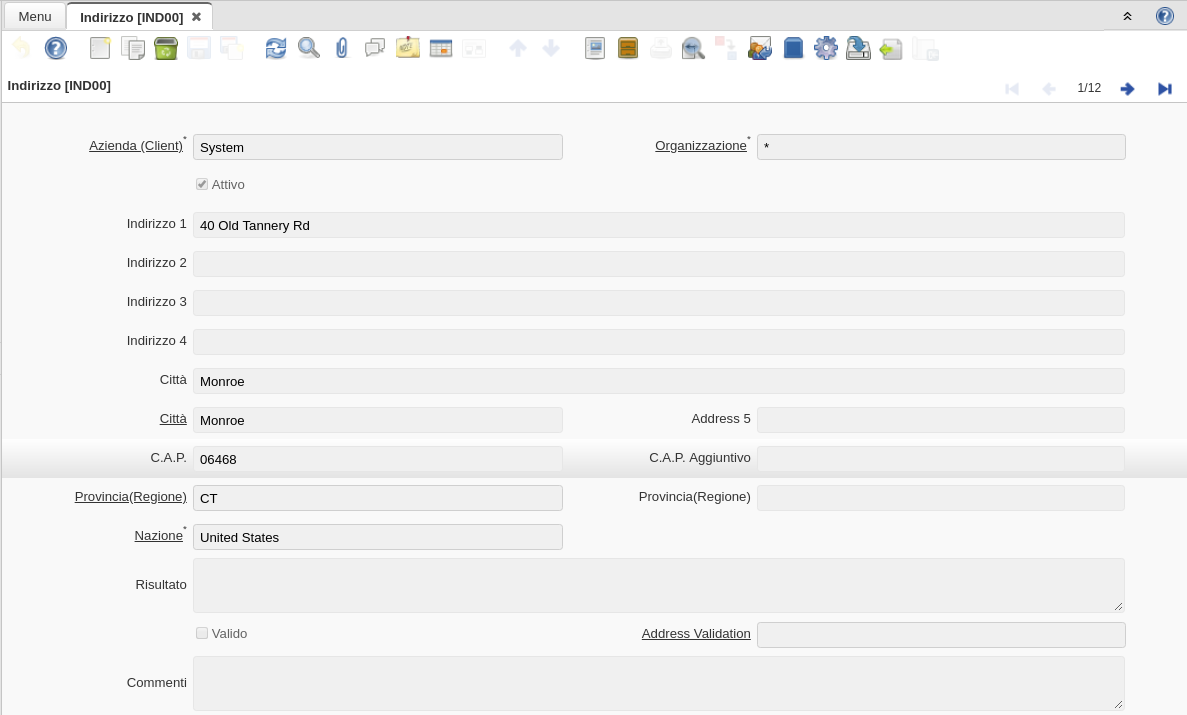 Menu Indirizzo [IND00]
Indirizzo [IND00] 1/12
Azienda (Client)* System Organizzazione* *
Attivo
Indirizzo 1 40 Old Tannery Rd
Indirizzo 2
Indirizzo 3
Indirizzo 4
Città Monroe
Città Monroe Address 5
C.A.P. 06468 C.A.P. Aggiuntivo
Provincia(Regione) CT Provincia(Regione)
Nazione* United States
Risultato
Valido Address Validation
Commenti